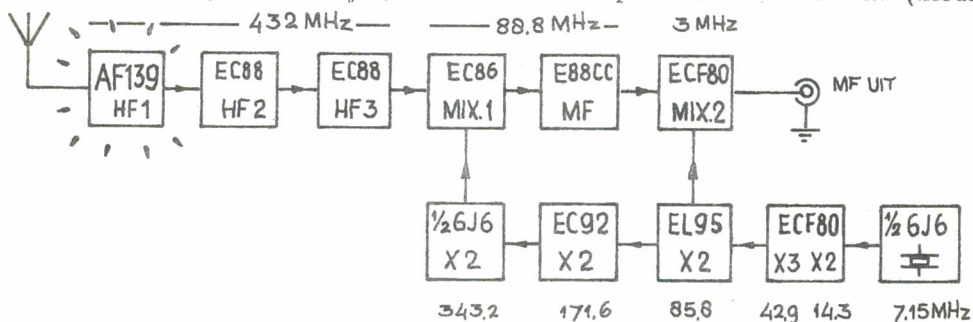 432 MHz 88,8 MHz 3 MHz
AF139 HF1
EC88 HF2
EC88 HF3
EC86 MIX.1
E88CC MF
ECF80 MIX.2
MF UIT
½6J6 X2
EC92 X2
EL95 X2
ECF80 X3 X2
½6J6
343,2 171,6 85,8 42,9 14,3 7,15MHz